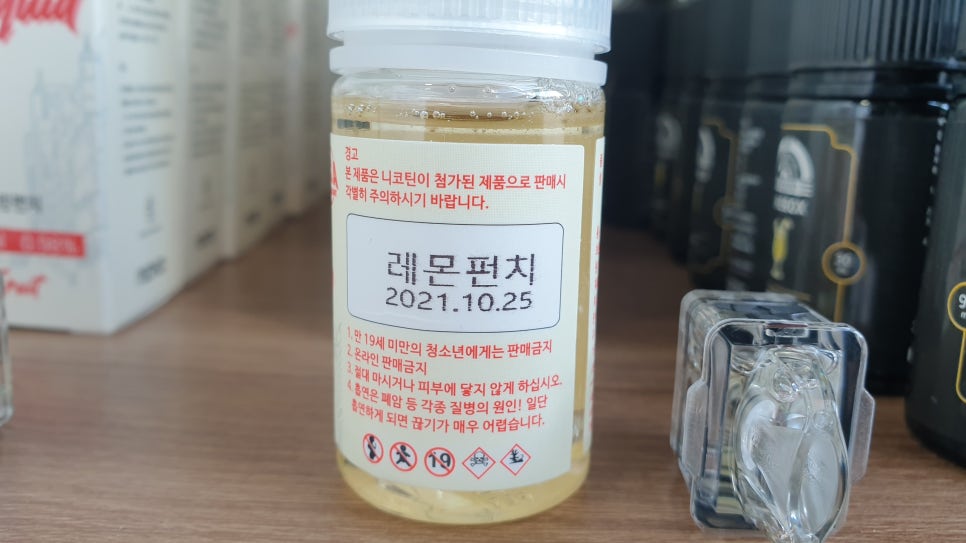 경고
본 제품은 니코틴이 첨가된 제품으로 판매시
각별히 주의하시기 바랍니다.
레몬펀치
2021.10.25
1. 만 19세 미만의 청소년에게는 판매금지
2. 온라인 판매금지
3. 절대 마시거나 피부에 닿지 않게 하십시오.
4. 흡연은 폐암 등 각종 질병의 원인! 일단
흡연하게 되면 끊기가 매우 어렵습니다.
19